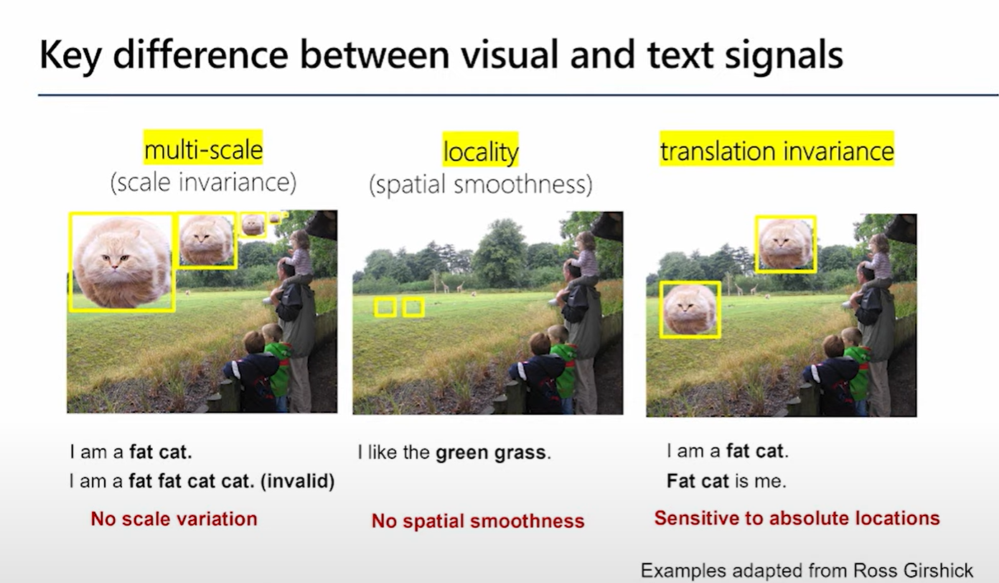 Key difference between visual and text signals
multi-scale
(scale invariance)
locality
(spatial smoothness)
translation invariance
I am a fat cat.
I am a fat fat cat cat. (invalid)
No scale variation
I like the green grass.
No spatial smoothness
I am a fat cat.
Fat cat is me.
Sensitive to absolute locations
Examples adapted from Ross Girshick